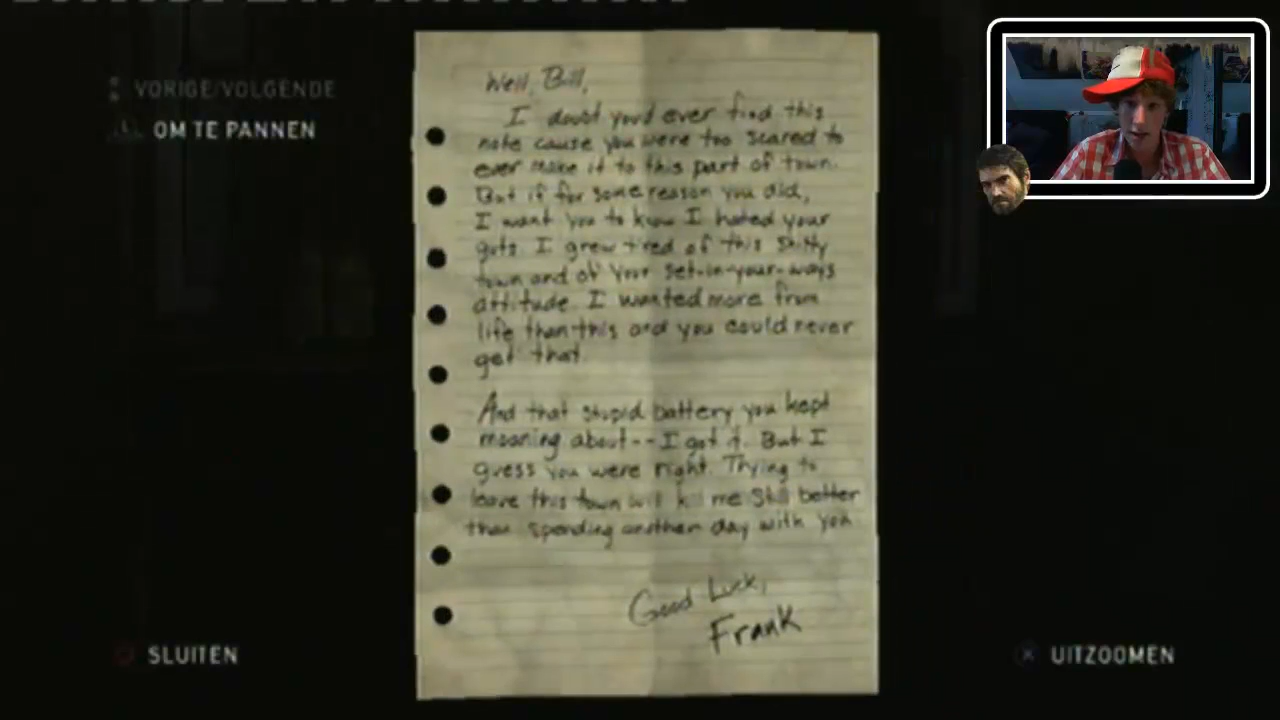 VORIGE/VOLGENDE
OM TE PANNEN
Well, Bill,
I doubt you'd ever find this
note cause you were too scared to
ever make it to this part of town.
But if for some reason you did,
I want you to know I hated your
guts. I grew tired of this shitty
town and of your set-in-your-ways
attitude. I wanted more from
life than this and you could never
get that.
And that stupid battery you kept
moaning about--I got it. But I
guess you were right. Trying to
leave this town will kill me. Still better
than spending another day with you
Good Luck,
Frank
SLUITEN
UITZOOMEN